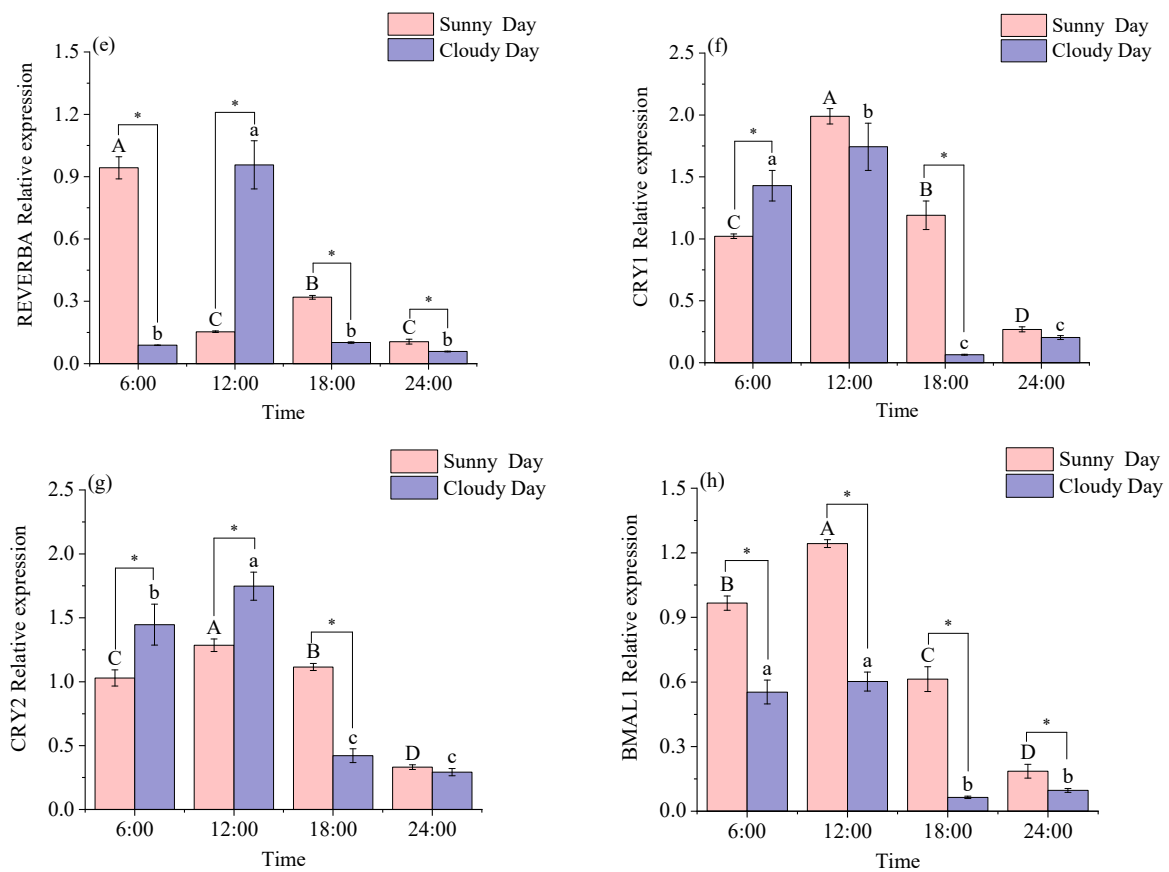 (e)
Sunny Day
Cloudy Day
REVERBA Relative expression
1.5
1.2
0.9
0.6
0.3
0.0
A
*
b
C
*
a
B
*
b
C
*
b
6:00 12:00 18:00 24:00
Time
(f)
Sunny Day
Cloudy Day
CRY1 Relative expression
2.5
2.0
1.5
1.0
0.5
0.0
C
*
a
A
b
B
*
c
D
c
6:00 12:00 18:00 24:00
Time
(g)
Sunny Day
Cloudy Day
CRY2 Relative expression
2.5
2.0
1.5
1.0
0.5
0.0
C
*
b
A
*
a
B
*
c
D
c
6:00 12:00 18:00 24:00
Time
(h)
Sunny Day
Cloudy Day
BMAL1 Relative expression
1.5
1.2
0.9
0.6
0.3
0.0
B
*
a
A
*
a
C
*
b
D
*
b
6:00 12:00 18:00 24:00
Time